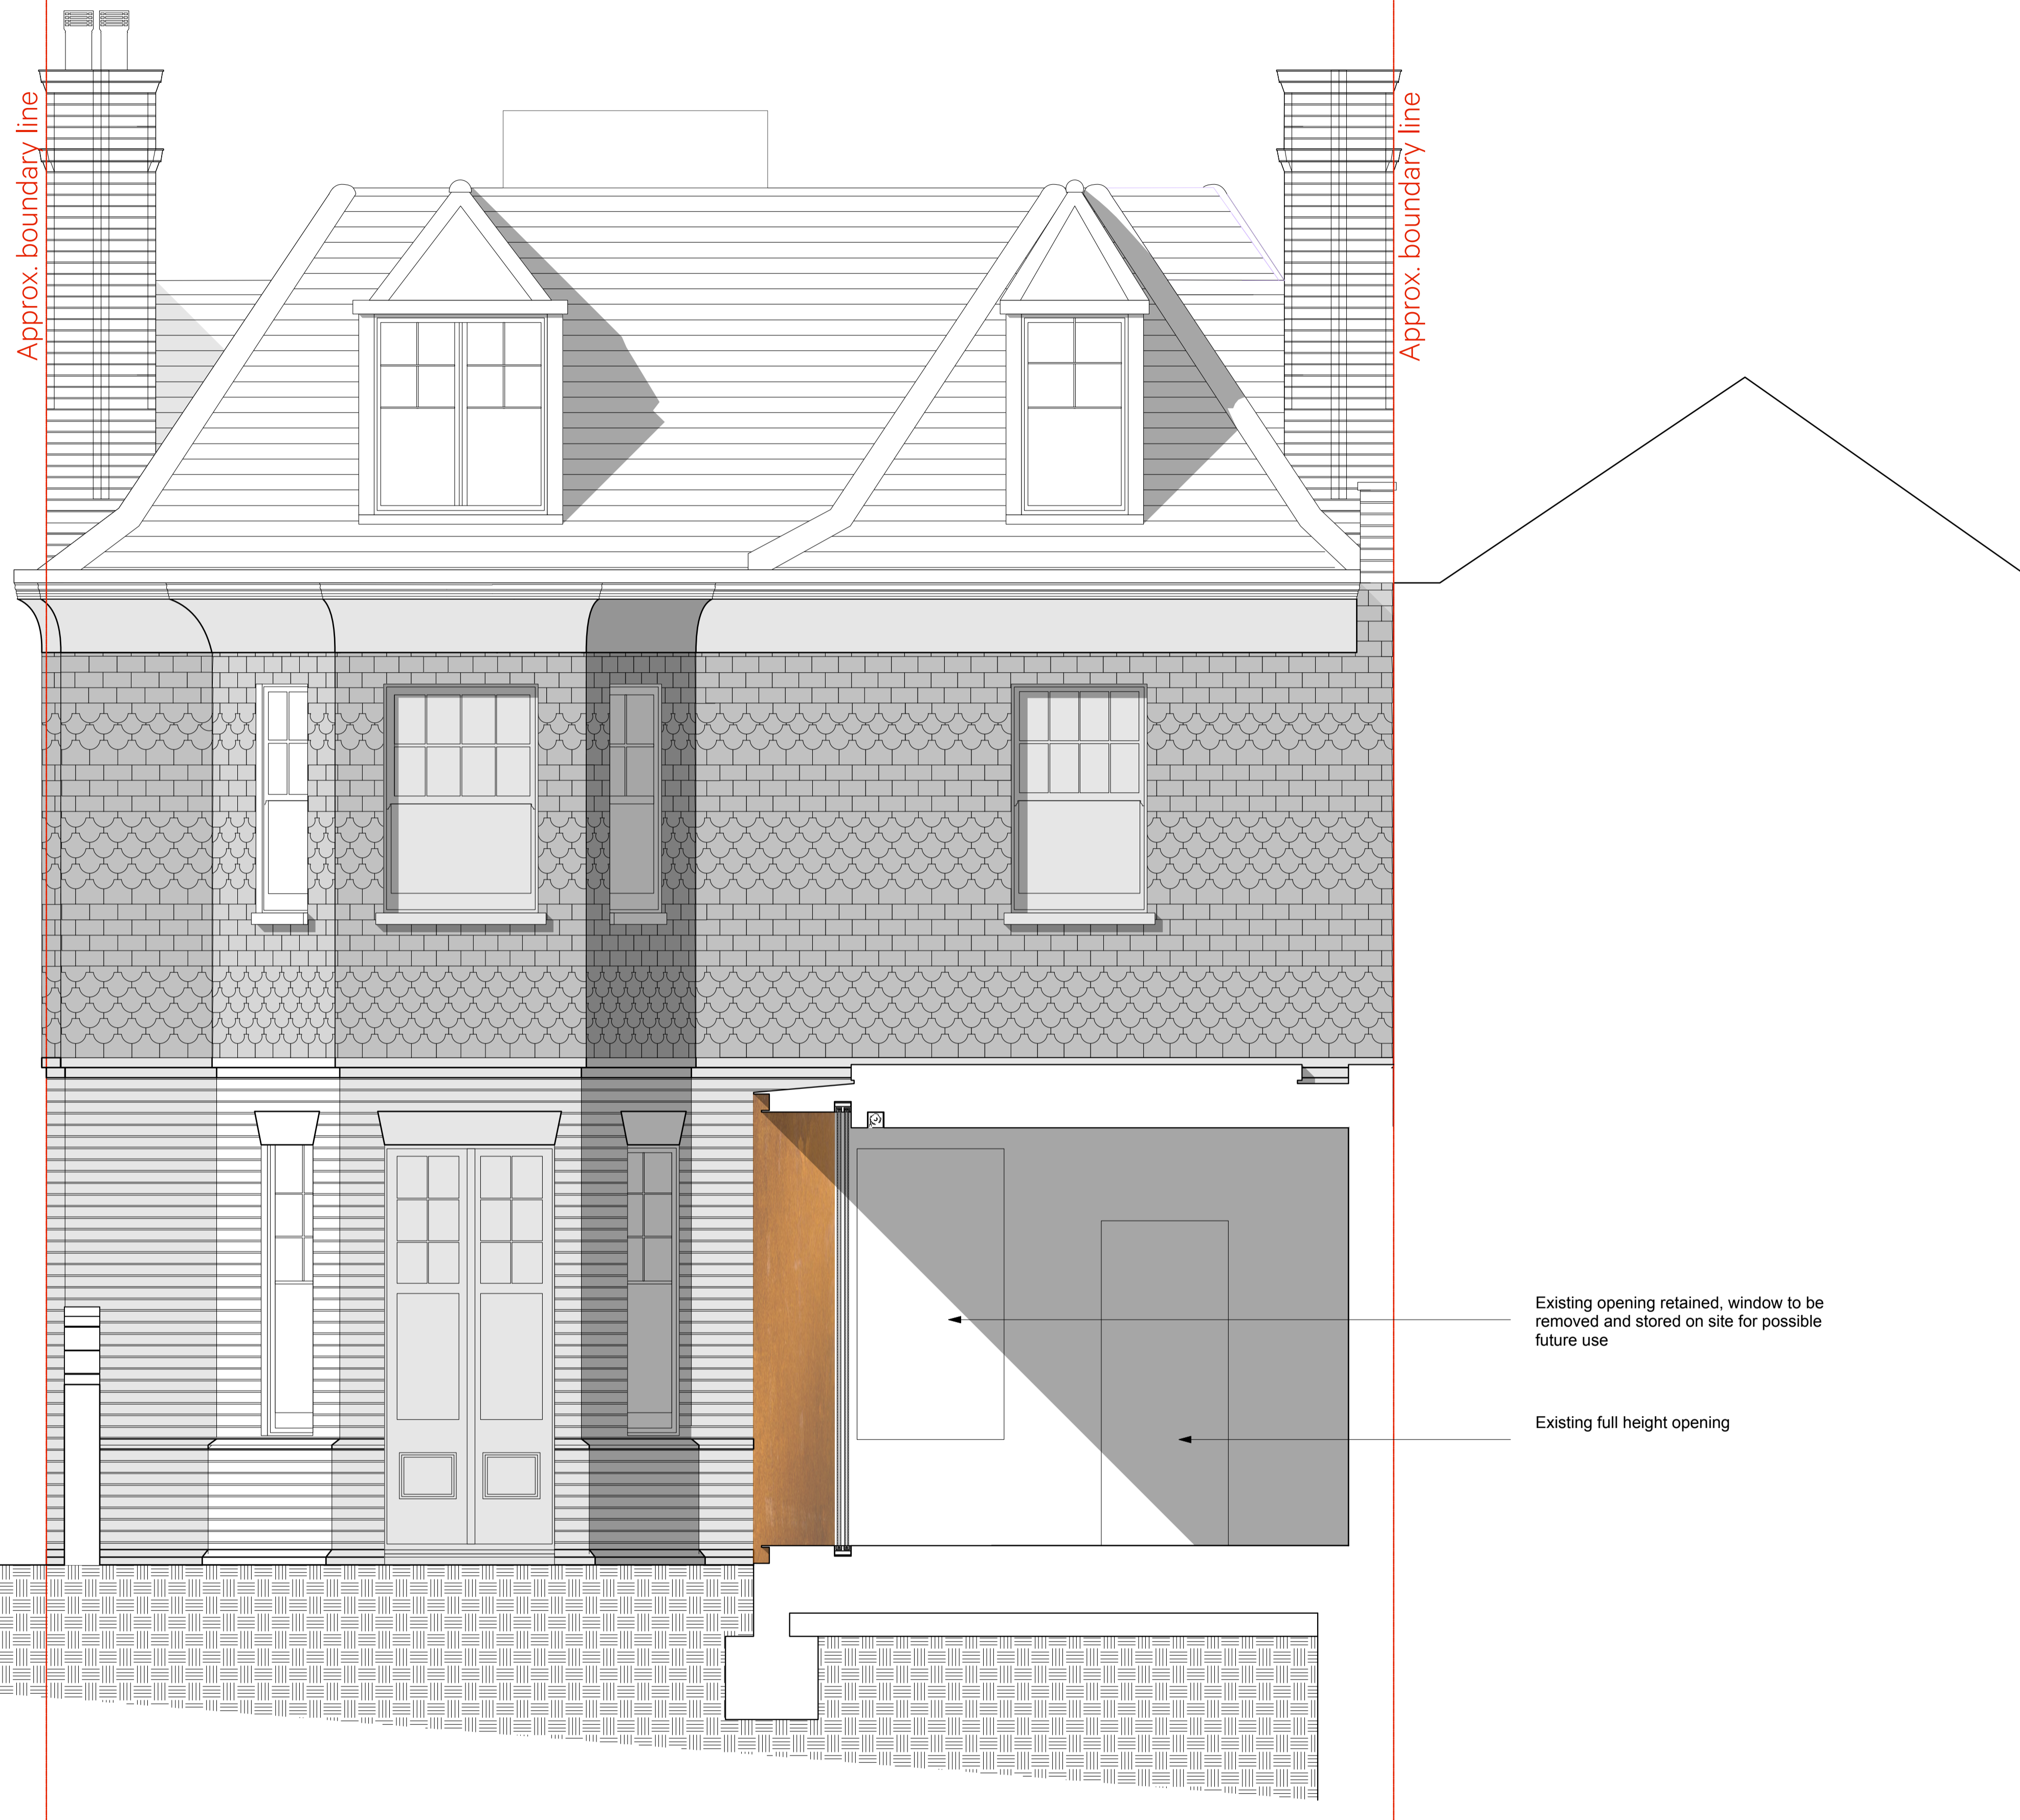 Approx. boundary line
Approx. boundary line
Existing opening retained, window to be
removed and stored on site for possible
future use
Existing full height opening